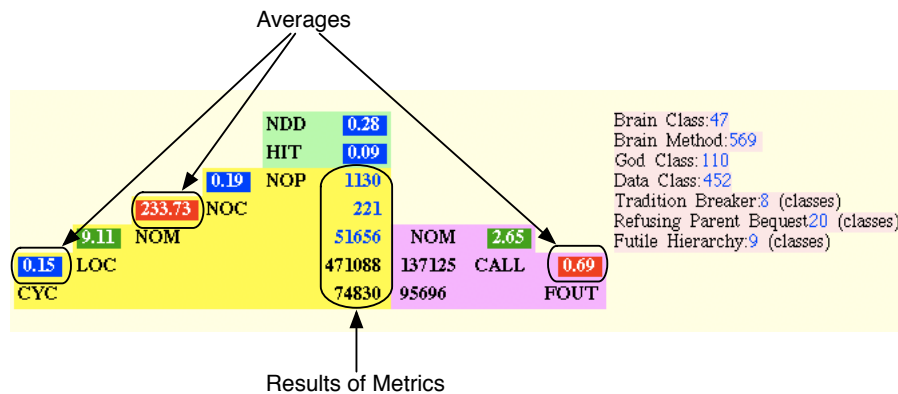 Averages
NDD 0.28
HIT 0.09
0.19 NOP 1130
233.73 NOC 221
9.11 NOM 51656 NOM 2.65
0.15 LOC 471088 137125 CALL 0.69
CYC 74830 95696 FOUT
Brain Class:47
Brain Method:569
God Class:110
Data Class:452
Tradition Breaker:8 (classes)
Refusing Parent Bequest20 (classes)
Futile Hierarchy:9 (classes)
Results of Metrics